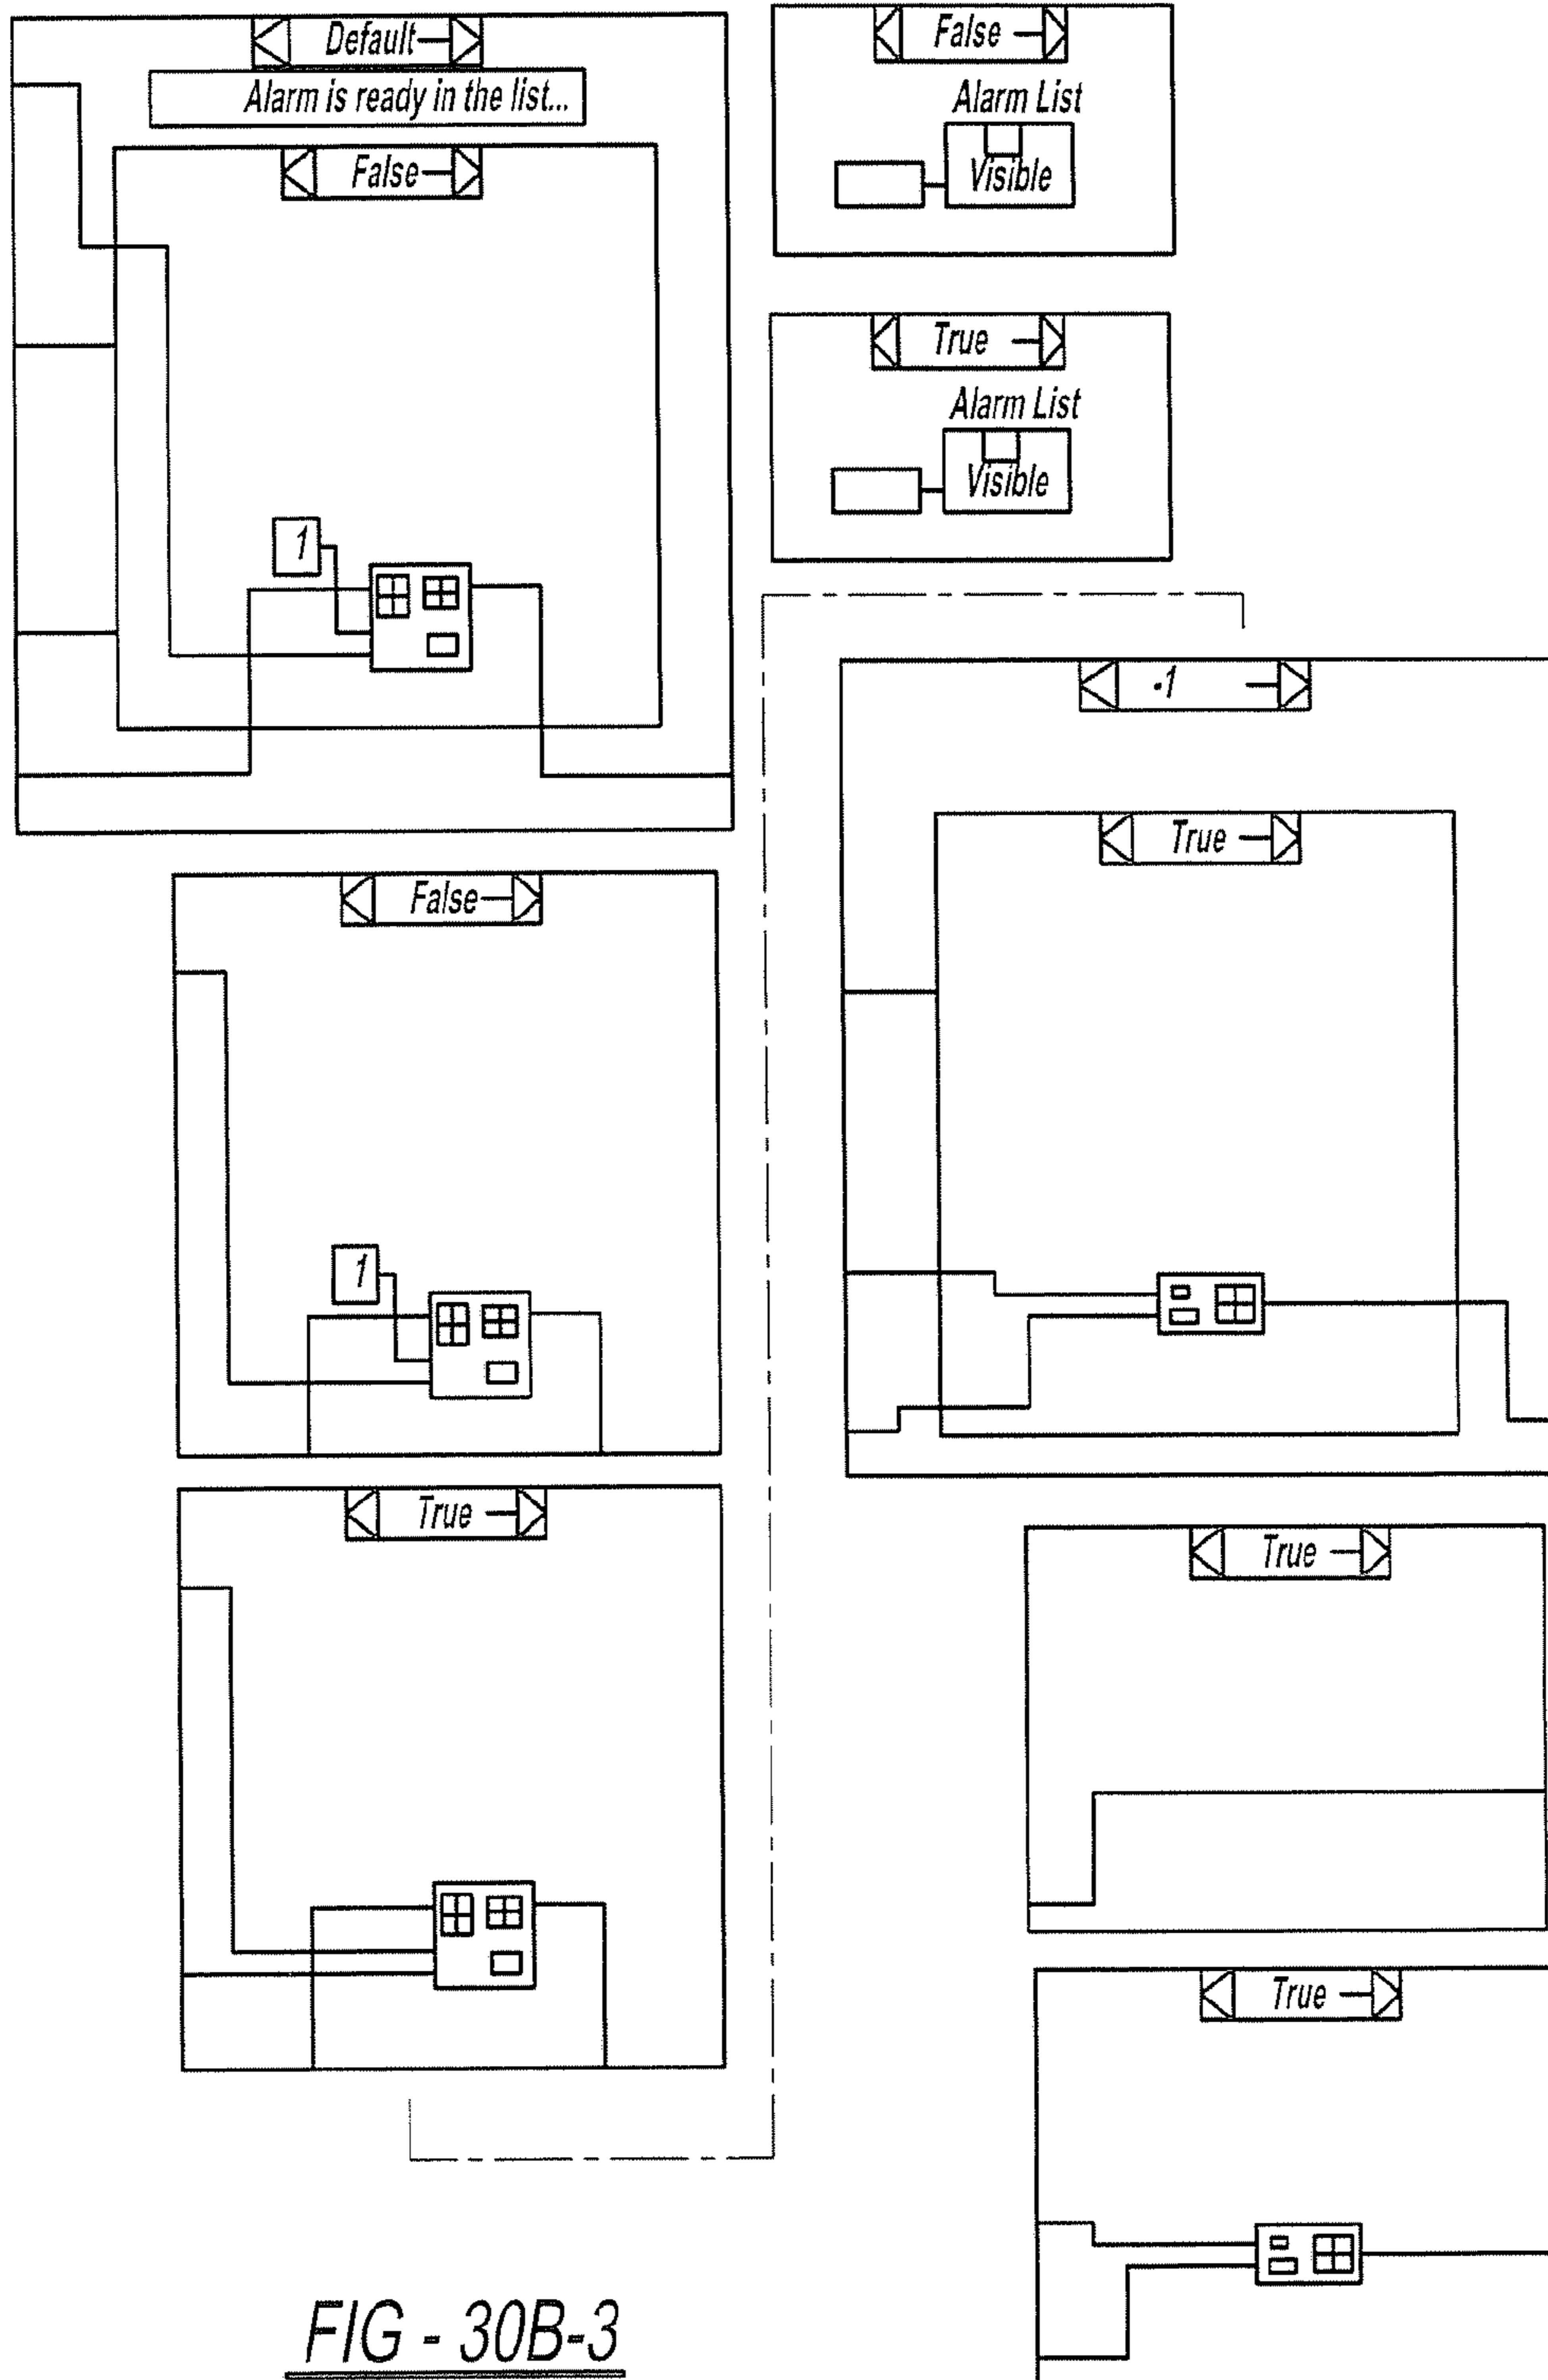 Default
Alarm is ready in the list...
False
1
False
1
True
False
Alarm List
Visible
True
Alarm List
Visible
-1
True
True
True
FIG - 30B-3